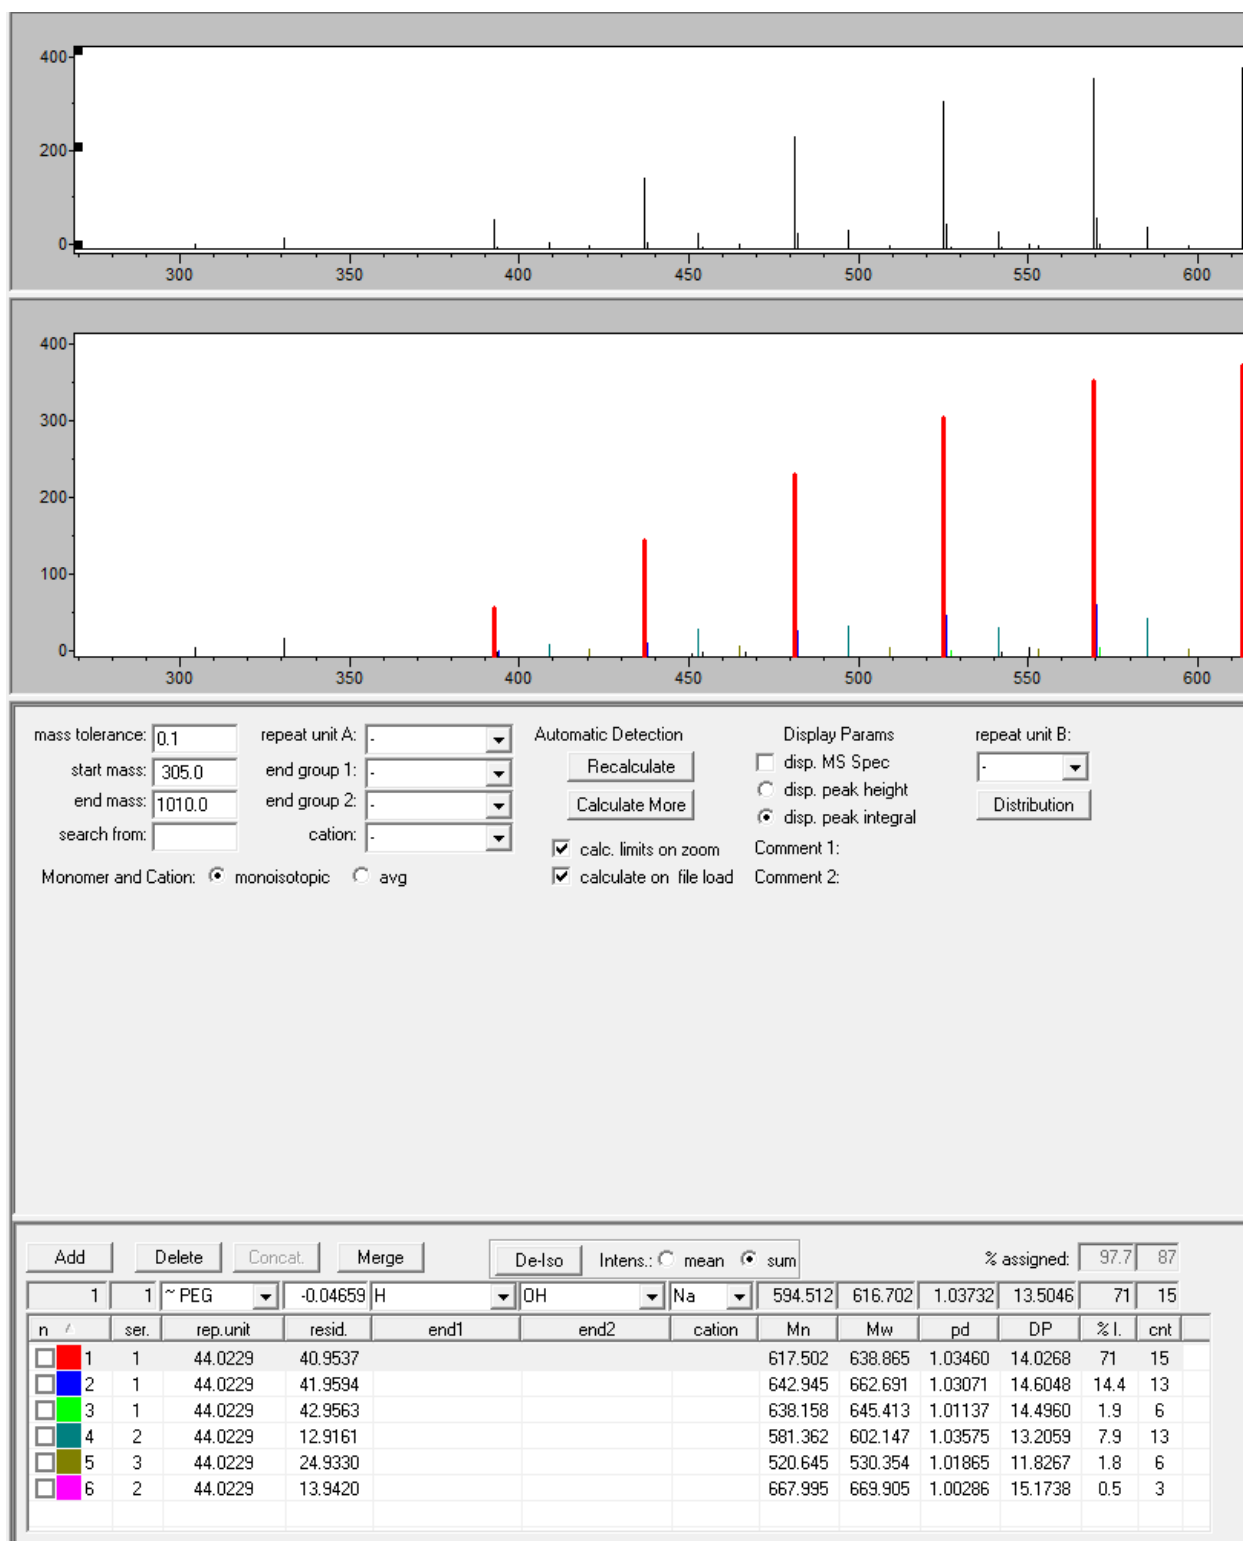 400
200
0
300 350 400 450 500 550 600
400
300
200
100
0
300 350 400 450 500 550 600
mass tolerance: 0.1 repeat unit A: - Automatic Detection Display Params repeat unit B:
start mass: 305.0 end group 1: - Recalculate disp. MS Spec -
end mass: 1010.0 end group 2: - Calculate More disp. peak height Distribution
search from: cation: - disp. peak integral
calc. limits on zoom Comment 1:
Monomer and Cation: monoisotopic avg calculate on file load Comment 2:
Add Delete Concat. Merge De-Iso Intens.: mean sum % assigned: 97.7 87
1 1 ~ PEG -0.04659 H OH Na 594.512 616.702 1.03732 13.5046 71 15
n ser. rep.unit resid. end1 end2 cation Mn Mw pd DP % I. cnt
1 1 44.0229 40.9537 617.502 638.865 1.03460 14.0268 71 15
2 1 44.0229 41.9594 642.945 662.691 1.03071 14.6048 14.4 13
3 1 44.0229 42.9563 638.158 645.413 1.01137 14.4960 1.9 6
4 2 44.0229 12.9161 581.362 602.147 1.03575 13.2059 7.9 13
5 3 44.0229 24.9330 520.645 530.354 1.01865 11.8267 1.8 6
6 2 44.0229 13.9420 667.995 669.905 1.00286 15.1738 0.5 3